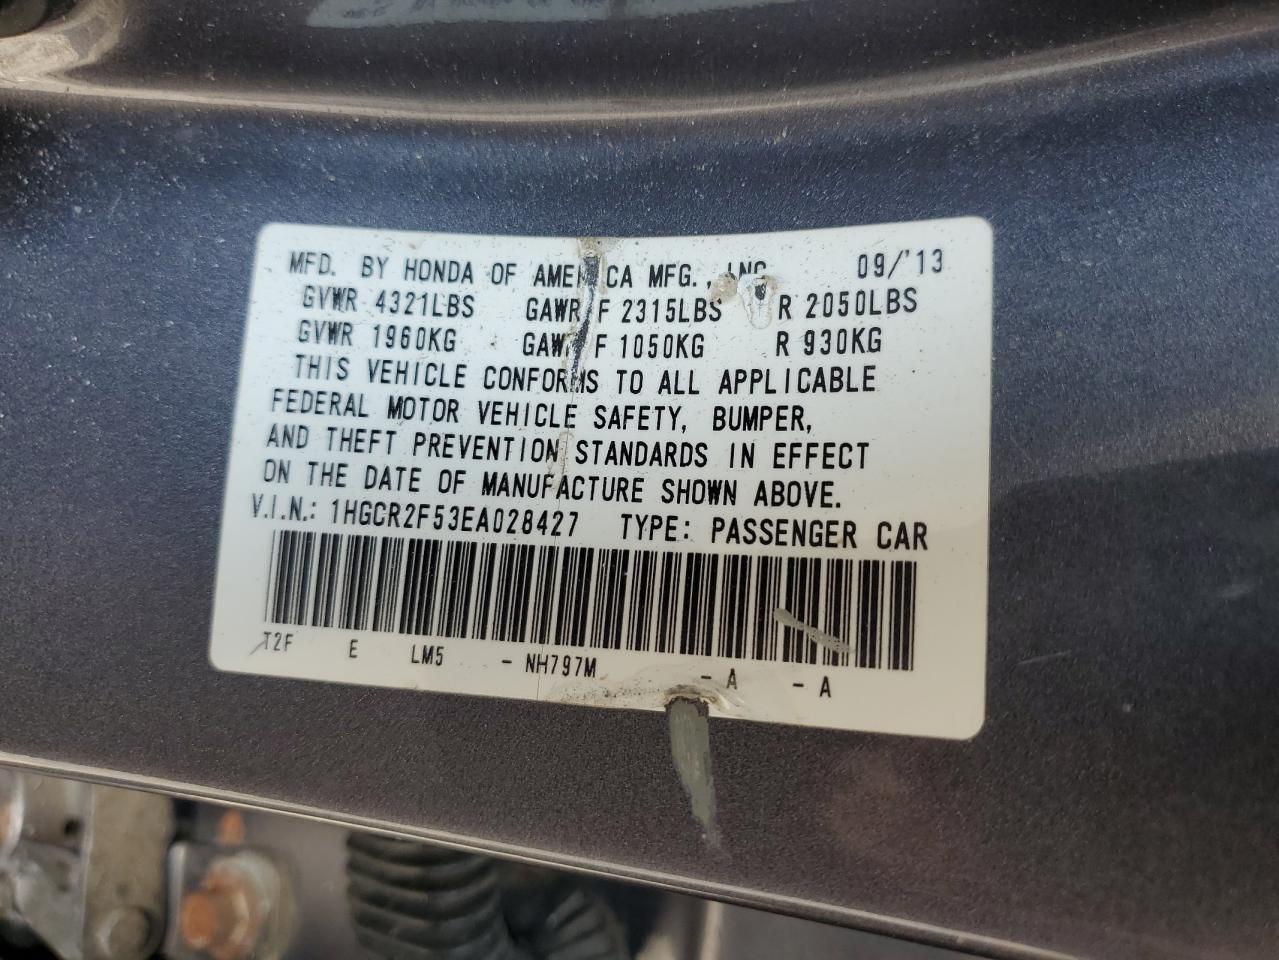 MFD. BY HONDA OF AMERICA MFG., INC. 09/'13
GVWR 4321LBS GAWR F 2315LBS R 2050LBS
GVWR 1960KG GAWR F 1050KG R 930KG
THIS VEHICLE CONFORMS TO ALL APPLICABLE
FEDERAL MOTOR VEHICLE SAFETY, BUMPER,
AND THEFT PREVENTION STANDARDS IN EFFECT
ON THE DATE OF MANUFACTURE SHOWN ABOVE.
V.I.N.: 1HGCR2F53EA028427 TYPE: PASSENGER CAR
T2F E LM5 - NH797M - A - A